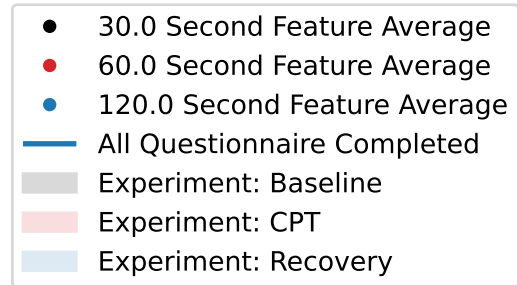 30.0 Second Feature Average
60.0 Second Feature Average
120.0 Second Feature Average
All Questionnaire Completed
Experiment: Baseline
Experiment: CPT
Experiment: Recovery